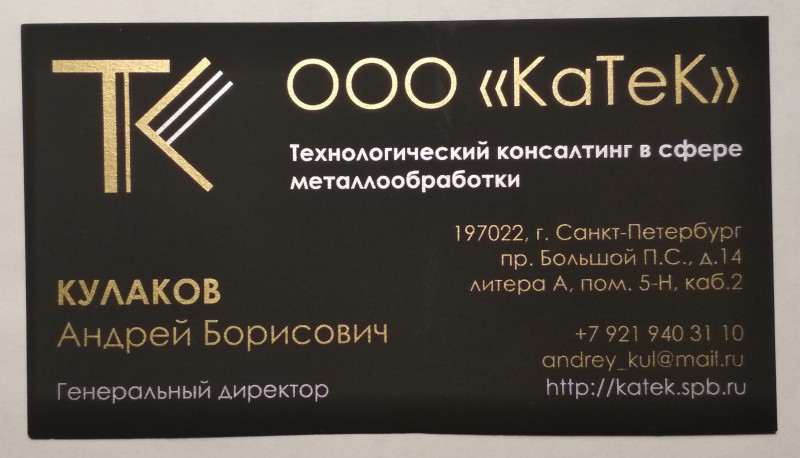 ТК
ООО «КаТеК»
Технологический консалтинг в сфере
металлообработки
197022, г. Санкт-Петербург
пр. Большой П.С., д.14
литера А, пом. 5-Н, каб.2
КУЛАКОВ
Андрей Борисович
Генеральный директор
+7 921 940 31 10
andrey_kul@mail.ru
http://katek.spb.ru